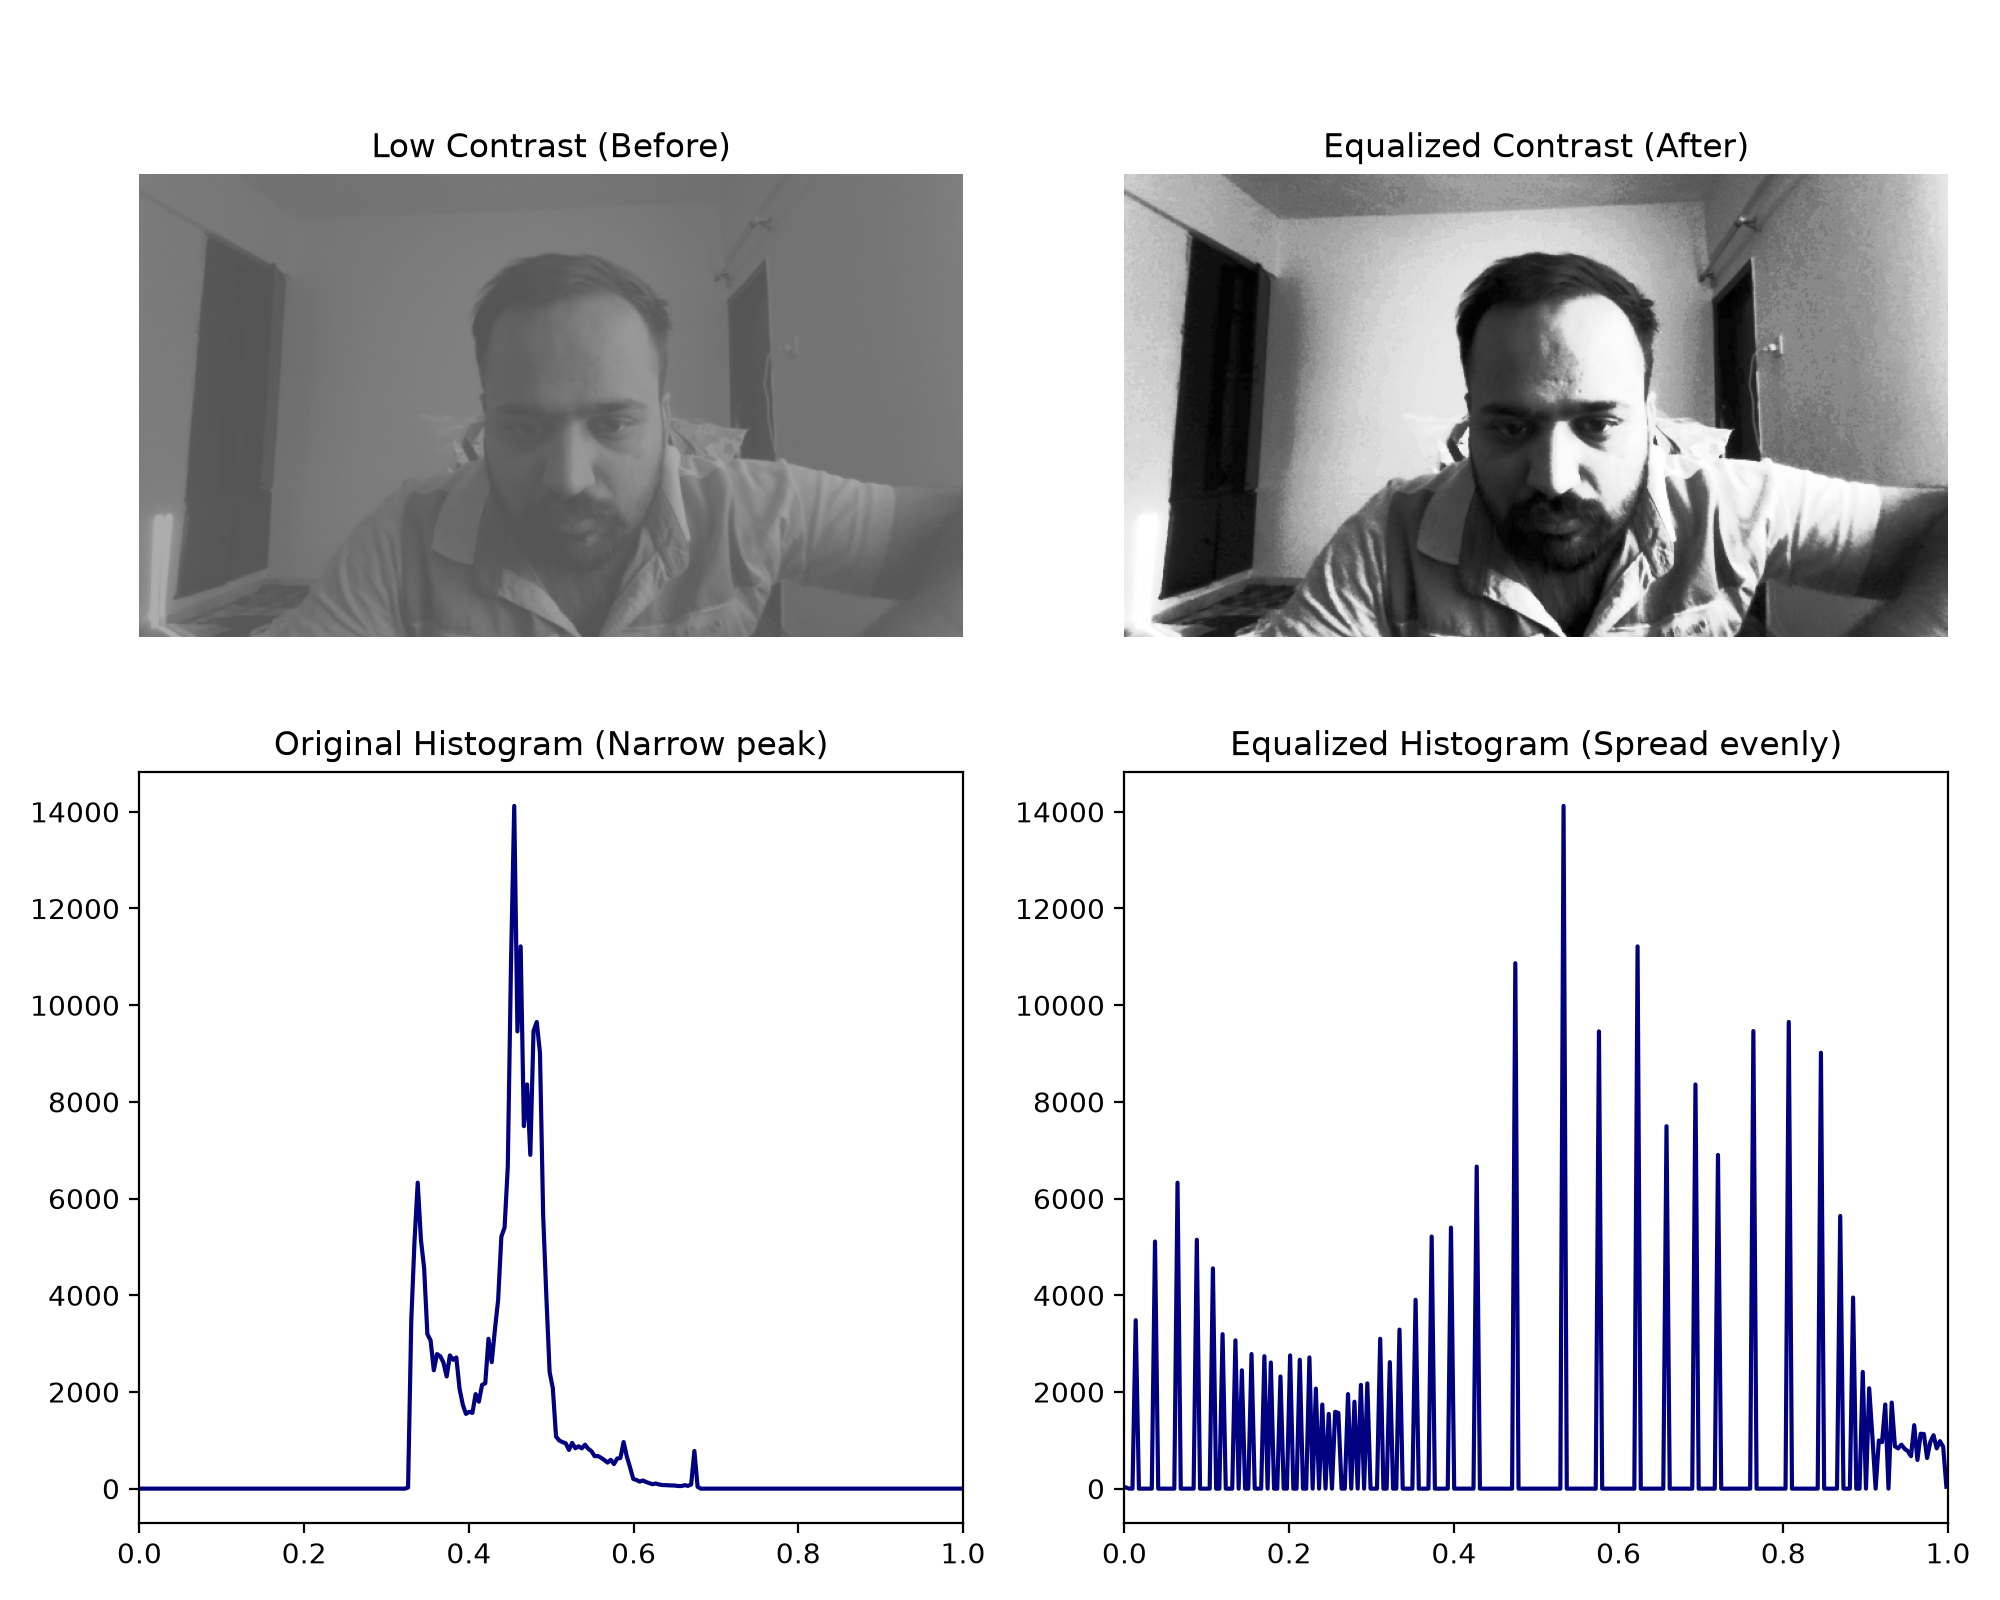 Low Contrast (Before)
Equalized Contrast (After)
Original Histogram (Narrow peak)
14000
12000
10000
8000
6000
4000
2000
0
0.0 0.2 0.4 0.6 0.8 1.0
Equalized Histogram (Spread evenly)
14000
12000
10000
8000
6000
4000
2000
0
0.0 0.2 0.4 0.6 0.8 1.0